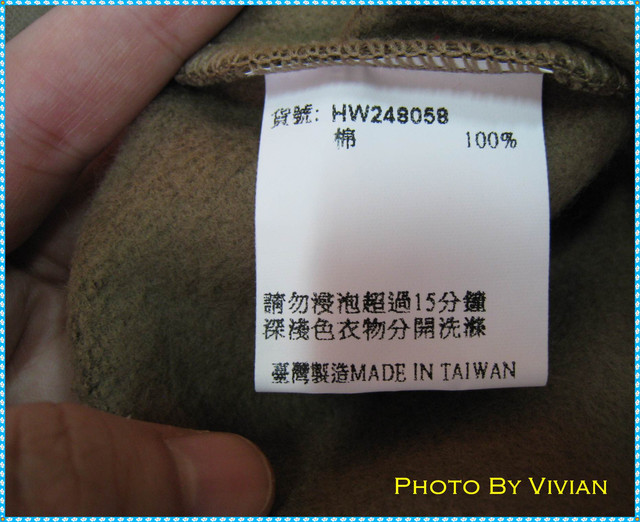 貨號: HW248058
棉 100%
請勿浸泡超過15分鐘
深淺色衣物分開洗滌
臺灣製造MADE IN TAIWAN
PHOTO BY VIVIAN